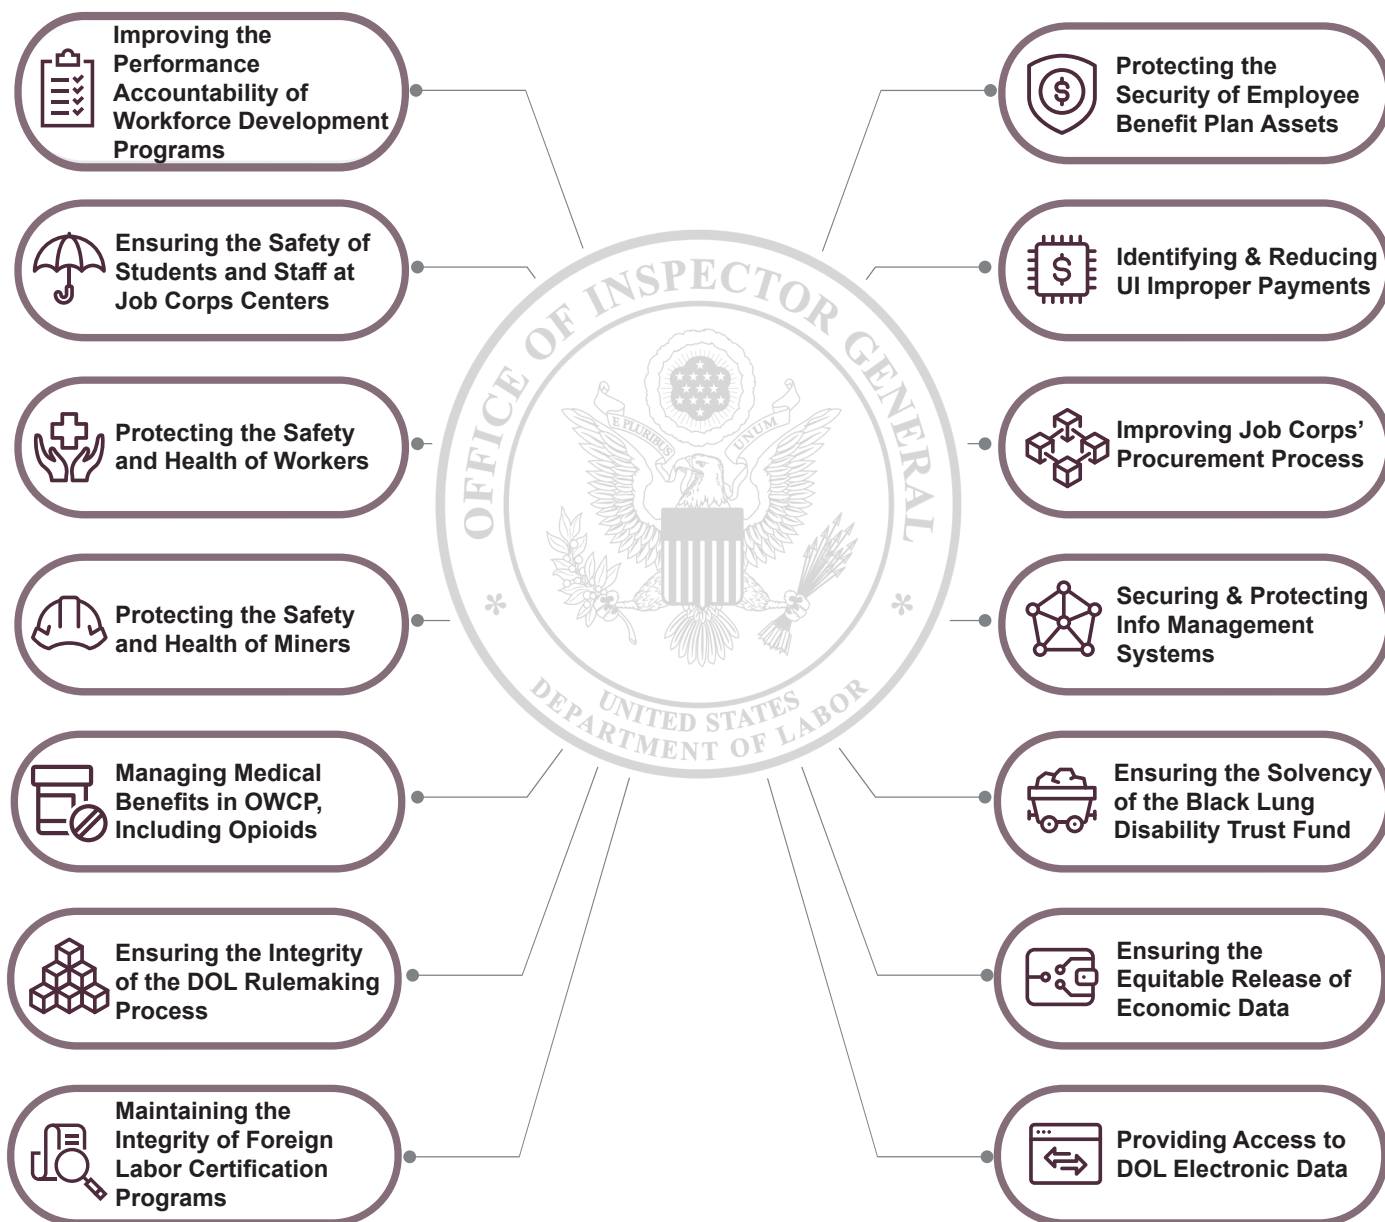 Improving the
Performance
Accountability of
Workforce Development
Programs
Ensuring the Safety of
Students and Staff at
Job Corps Centers
Protecting the Safety
and Health of Workers
Protecting the Safety
and Health of Miners
Managing Medical
Benefits in OWCP,
Including Opioids
Ensuring the Integrity
of the DOL Rulemaking
Process
Maintaining the
Integrity of Foreign
Labor Certification
Programs
OFFICE OF INSPECTOR GENERAL
E PLURIBUS UNUM
UNITED STATES
DEPARTMENT OF LABOR
Protecting the
Security of Employee
Benefit Plan Assets
Identifying & Reducing
UI Improper Payments
Improving Job Corps’
Procurement Process
Securing & Protecting
Info Management
Systems
Ensuring the Solvency
of the Black Lung
Disability Trust Fund
Ensuring the
Equitable Release of
Economic Data
Providing Access to
DOL Electronic Data